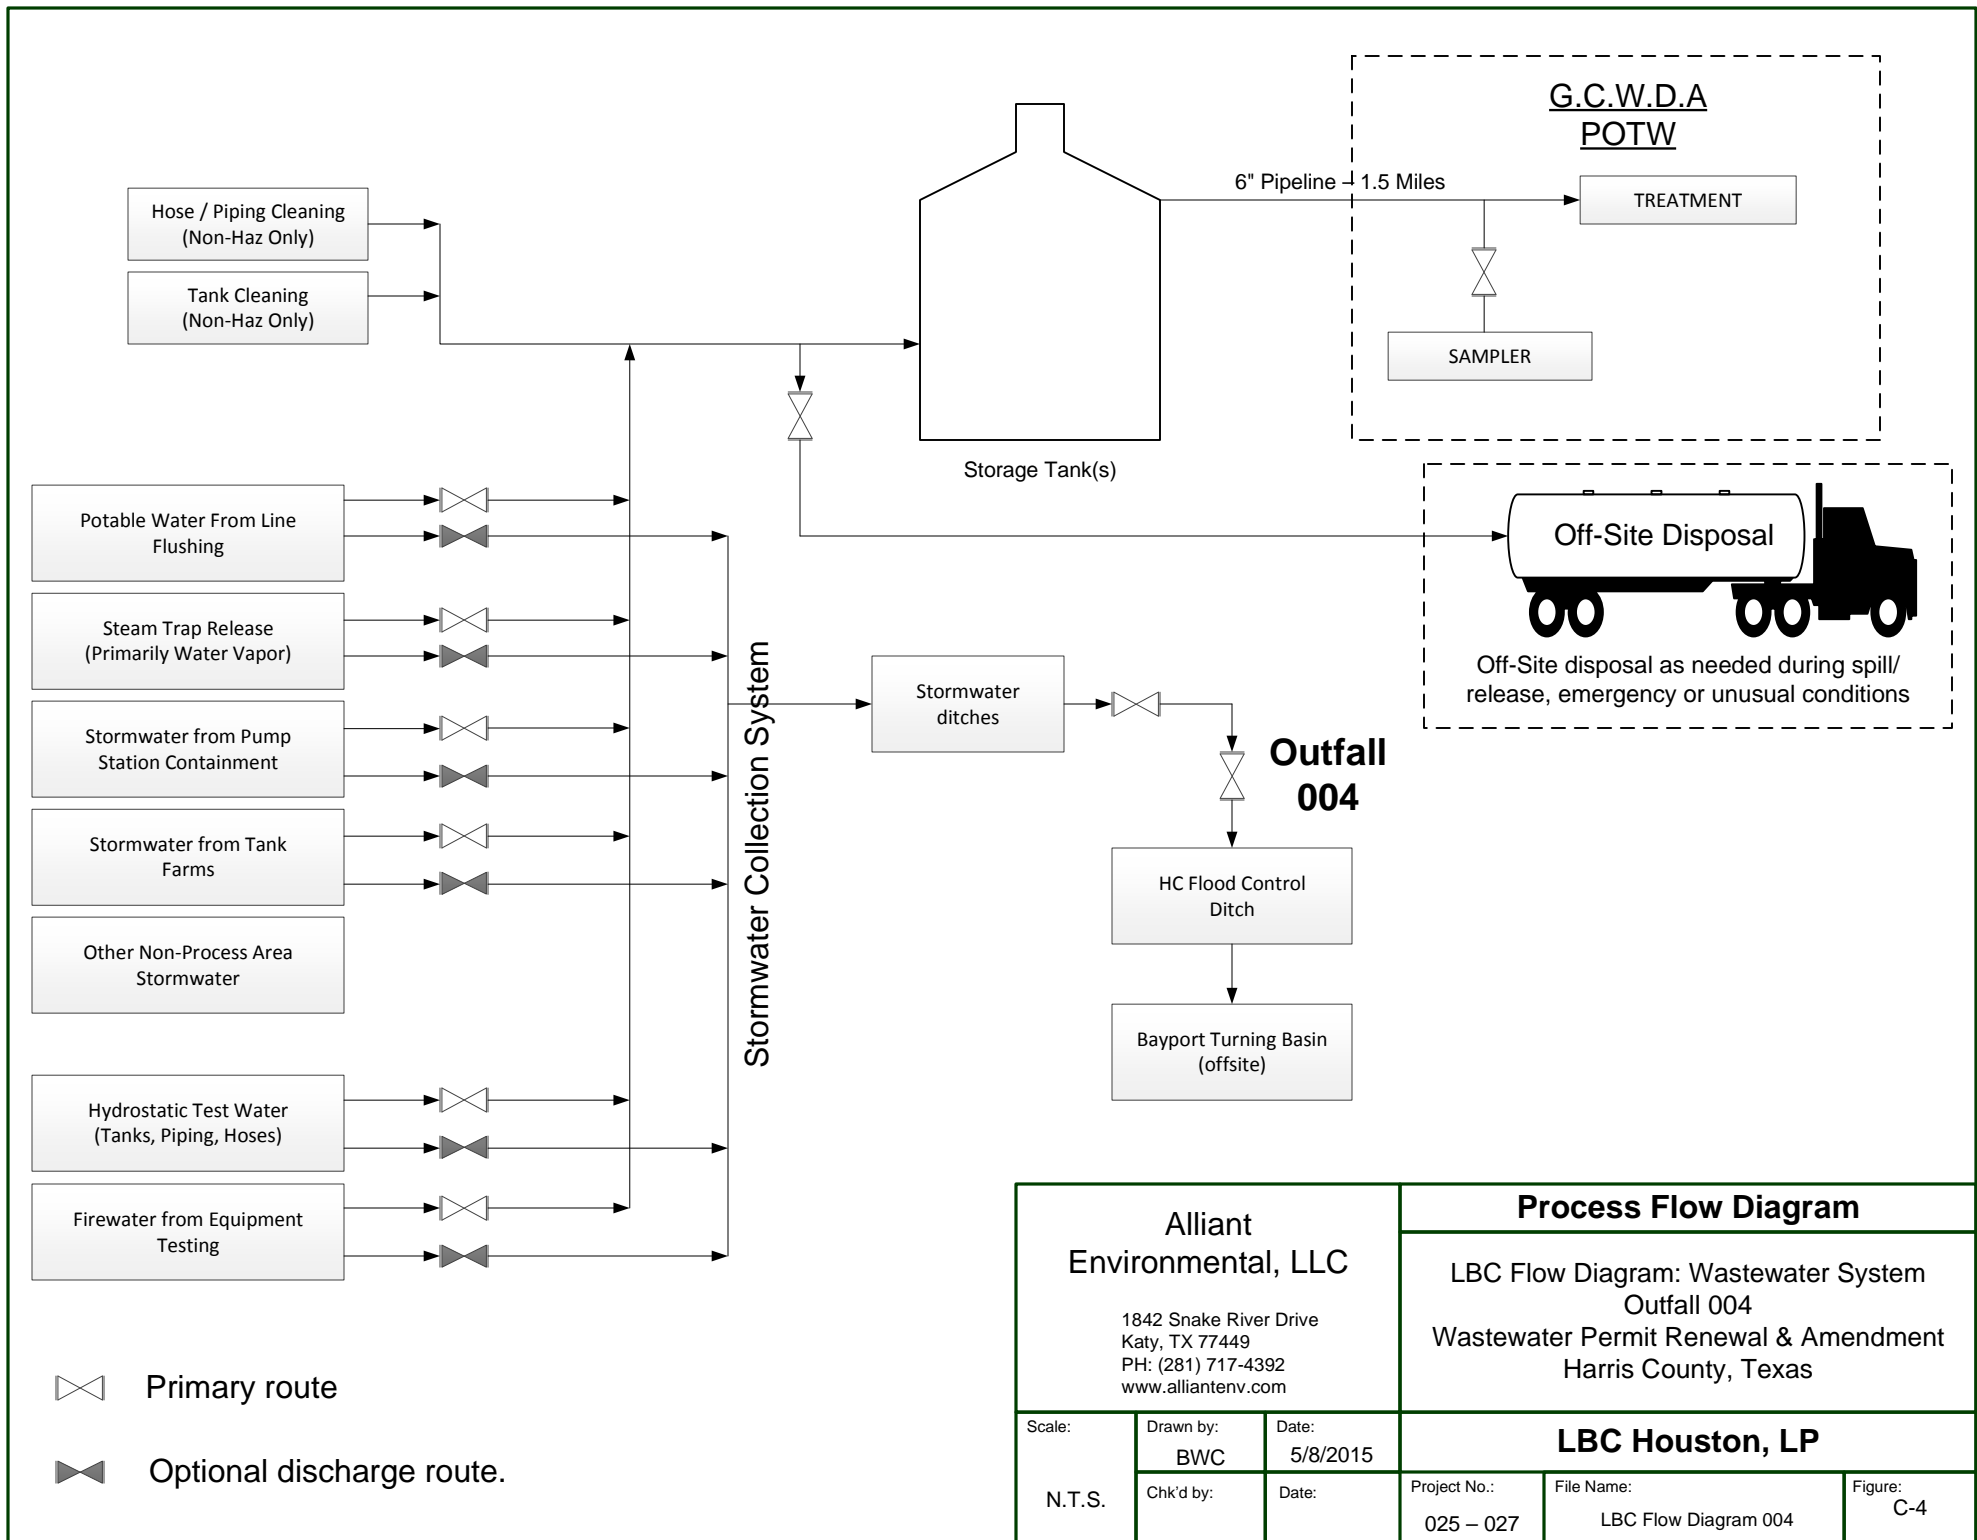 G.C.W.D.A
POTW
6" Pipeline – 1.5 Miles
TREATMENT
SAMPLER
Hose / Piping Cleaning
(Non-Haz Only)
Tank Cleaning
(Non-Haz Only)
Storage Tank(s)
Off-Site Disposal
Off-Site disposal as needed during spill/
release, emergency or unusual conditions
Potable Water From Line
Flushing
Steam Trap Release
(Primarily Water Vapor)
Stormwater from Pump
Station Containment
Stormwater from Tank
Farms
Other Non-Process Area
Stormwater
Hydrostatic Test Water
(Tanks, Piping, Hoses)
Firewater from Equipment
Testing
Stormwater Collection System
Stormwater
ditches
Outfall
004
HC Flood Control
Ditch
Bayport Turning Basin
(offsite)
Primary route
Optional discharge route.
Alliant
Environmental, LLC
1842 Snake River Drive
Katy, TX 77449
PH: (281) 717-4392
www.alliantenv.com
Process Flow Diagram
LBC Flow Diagram: Wastewater System
Outfall 004
Wastewater Permit Renewal & Amendment
Harris County, Texas
Scale:
N.T.S.
Drawn by:
BWC
Date:
5/8/2015
Chk'd by:
Date:
LBC Houston, LP
Project No.:
025 – 027
File Name:
LBC Flow Diagram 004
Figure:
C-4